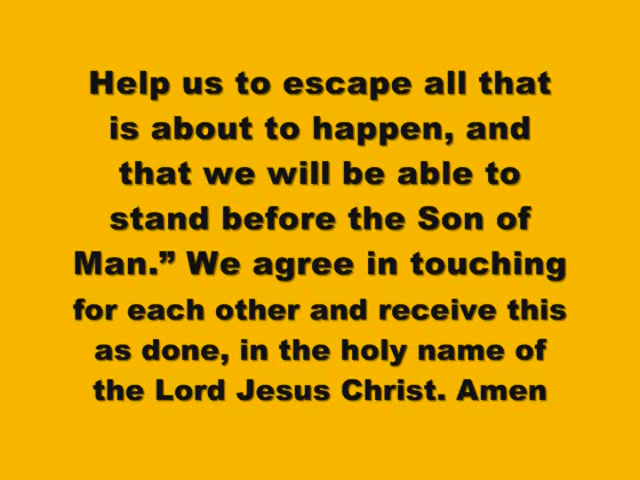 Help us to escape all that
is about to happen, and
that we will be able to
stand before the Son of
Man.” We agree in touching
for each other and receive this
as done, in the holy name of
the Lord Jesus Christ. Amen